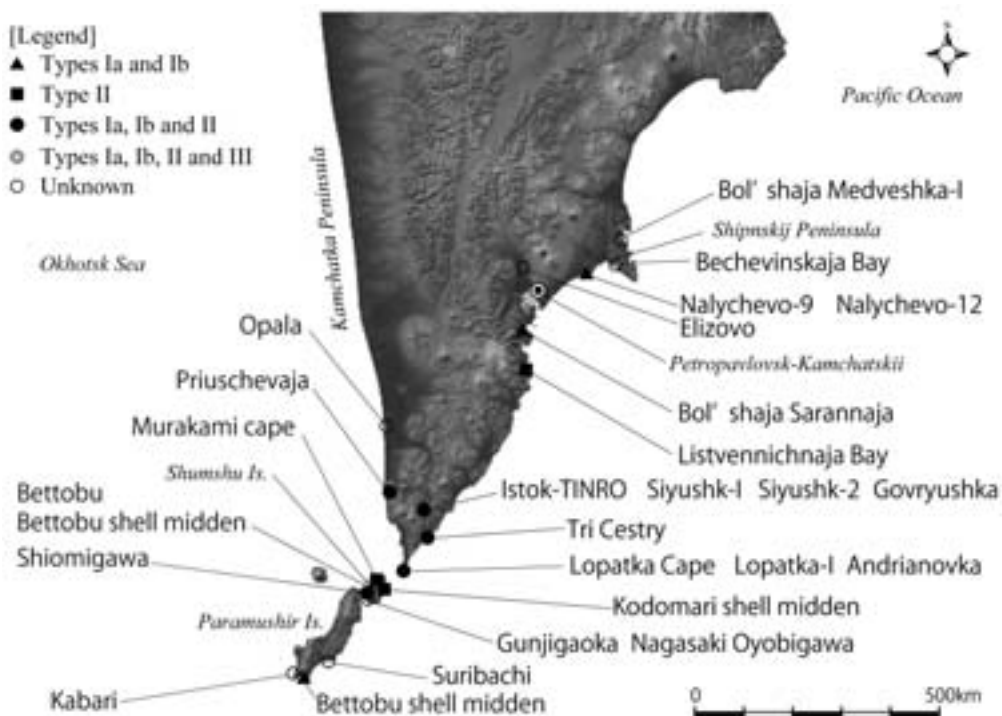 [Legend]
Types Ia and Ib
Type II
Types Ia, Ib and II
Types Ia, Ib, II and III
Unknown
Pacific Ocean
Okhotsk Sea
Kamchatka Peninsula
Bol' shaja Medveshka-I
Shipnskij Peninsula
Bechevinskaja Bay
Nalychevo-9 Nalychevo-12
Elizovo
Petropavlovsk-Kamchatskii
Bol' shaja Sarannaja
Listvennichnaja Bay
Opala
Priuschevaja
Murakami cape
Shumshu Is.
Bettobu
Bettobu shell midden
Shiomigawa
Istok-TINRO Siyushk-I Siyushk-2 Govryushka
Tri Cestry
Lopatka Cape Lopatka-I Andrianovka
Kodomari shell midden
Paramushir Is.
Gunjigaoka Nagasaki Oyobigawa
Suribachi
Kabari
Bettobu shell midden
0 500km